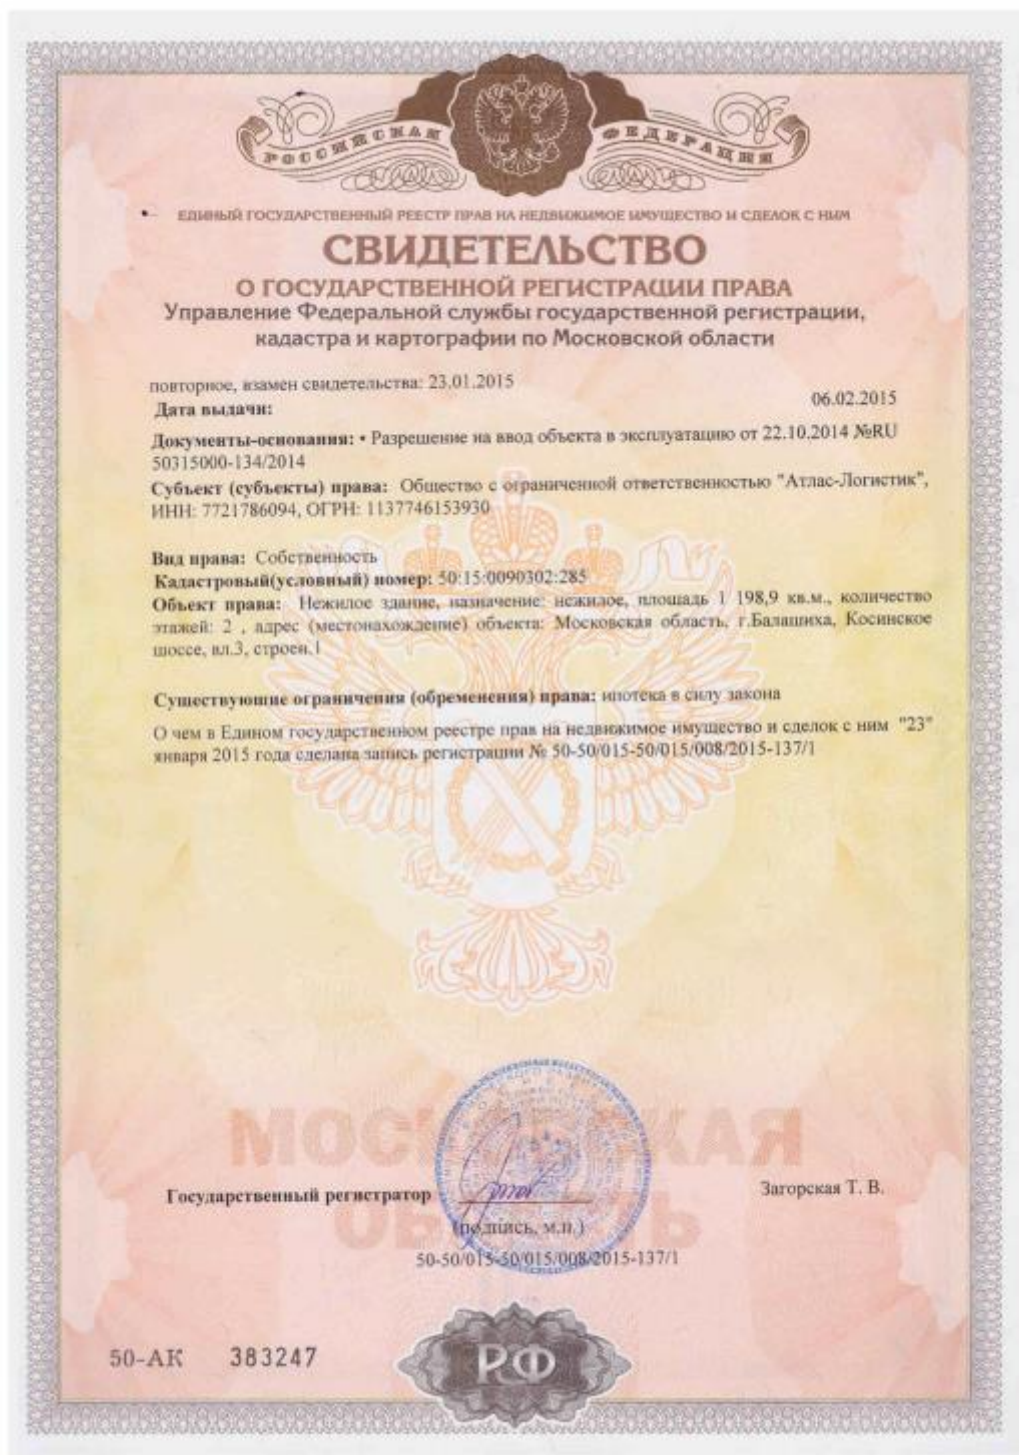 РОССИЙСКАЯ ФЕДЕРАЦИЯ
ЕДИНЫЙ ГОСУДАРСТВЕННЫЙ РЕЕСТР ПРАВ НА НЕДВИЖИМОЕ ИМУЩЕСТВО И СДЕЛОК С НИМ
СВИДЕТЕЛЬСТВО
О ГОСУДАРСТВЕННОЙ РЕГИСТРАЦИИ ПРАВА
Управление Федеральной службы государственной регистрации,
кадастра и картографии по Московской области
повторное, взамен свидетельства: 23.01.2015
Дата выдачи: 06.02.2015
Документы-основания: • Разрешение на ввод объекта в эксплуатацию от 22.10.2014 №RU
50315000-134/2014
Субъект (субъекты) права: Общество с ограниченной ответственностью "Атлас-Логистик",
ИНН: 7721786094, ОГРН: 1137746153930
Вид права: Собственность
Кадастровый(условный) номер: 50:15:0090302:285
Объект права: Нежилое здание, назначение: нежилое, площадь 1 198,9 кв.м., количество
этажей: 2 , адрес (местонахождение) объекта: Московская область, г.Балашиха, Косинское
шоссе, вл.3, строен.1
Существующие ограничения (обременения) права: ипотека в силу закона
О чем в Едином государственном реестре прав на недвижимое имущество и сделок с ним "23"
января 2015 года сделана запись регистрации № 50-50/015-50/015/008/2015-137/1
МОСКОВСКАЯ
ОБЛАСТЬ
Государственный регистратор Загорская Т. В.
(подпись, м.п.)
50-50/015-50/015/008/2015-137/1
50-АК 383247
РФ